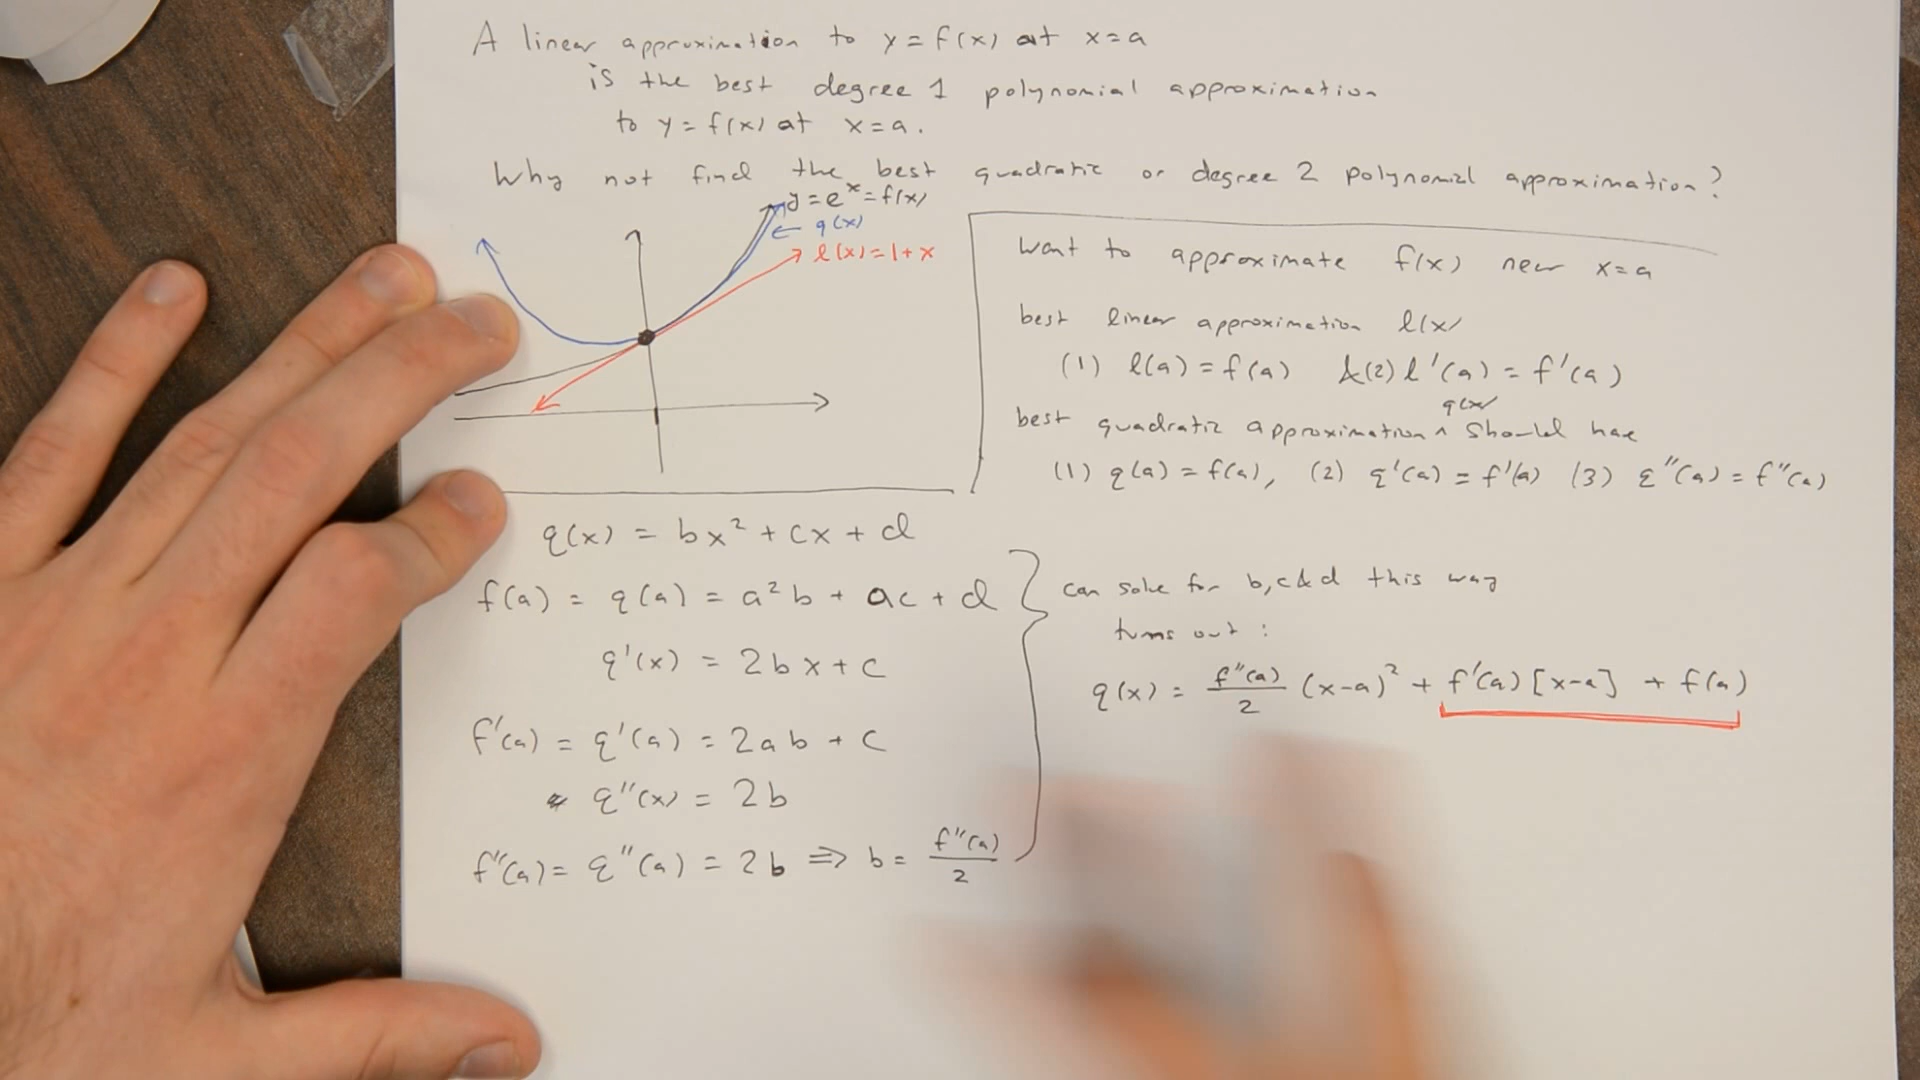 A linear approximation to y = f(x) at x = a
is the best degree 1 polynomial approximation
to y = f(x) at x = a.
Why not find the best quadratic or degree 2 polynomial approximation?
y = e^x = f(x)
q(x)
l(x) = 1 + x
Want to approximate f(x) near x = a
best linear approximation l(x)
(1) l(a) = f(a) & (2) l'(a) = f'(a)
q(x)
best quadratic approximation ^ should have
(1) q(a) = f(a), (2) q'(a) = f'(a) (3) q''(a) = f''(a)
q(x) = bx² + cx + d
f(a) = q(a) = a²b + ac + d
q'(x) = 2bx + c
f'(a) = q'(a) = 2ab + c
q''(x) = 2b
f''(a) = q''(a) = 2b ⇒ b = f''(a)/2
can solve for b, c & d this way
turns out :
q(x) = f''(a)/2 (x-a)² + f'(a)[x-a] + f(a)